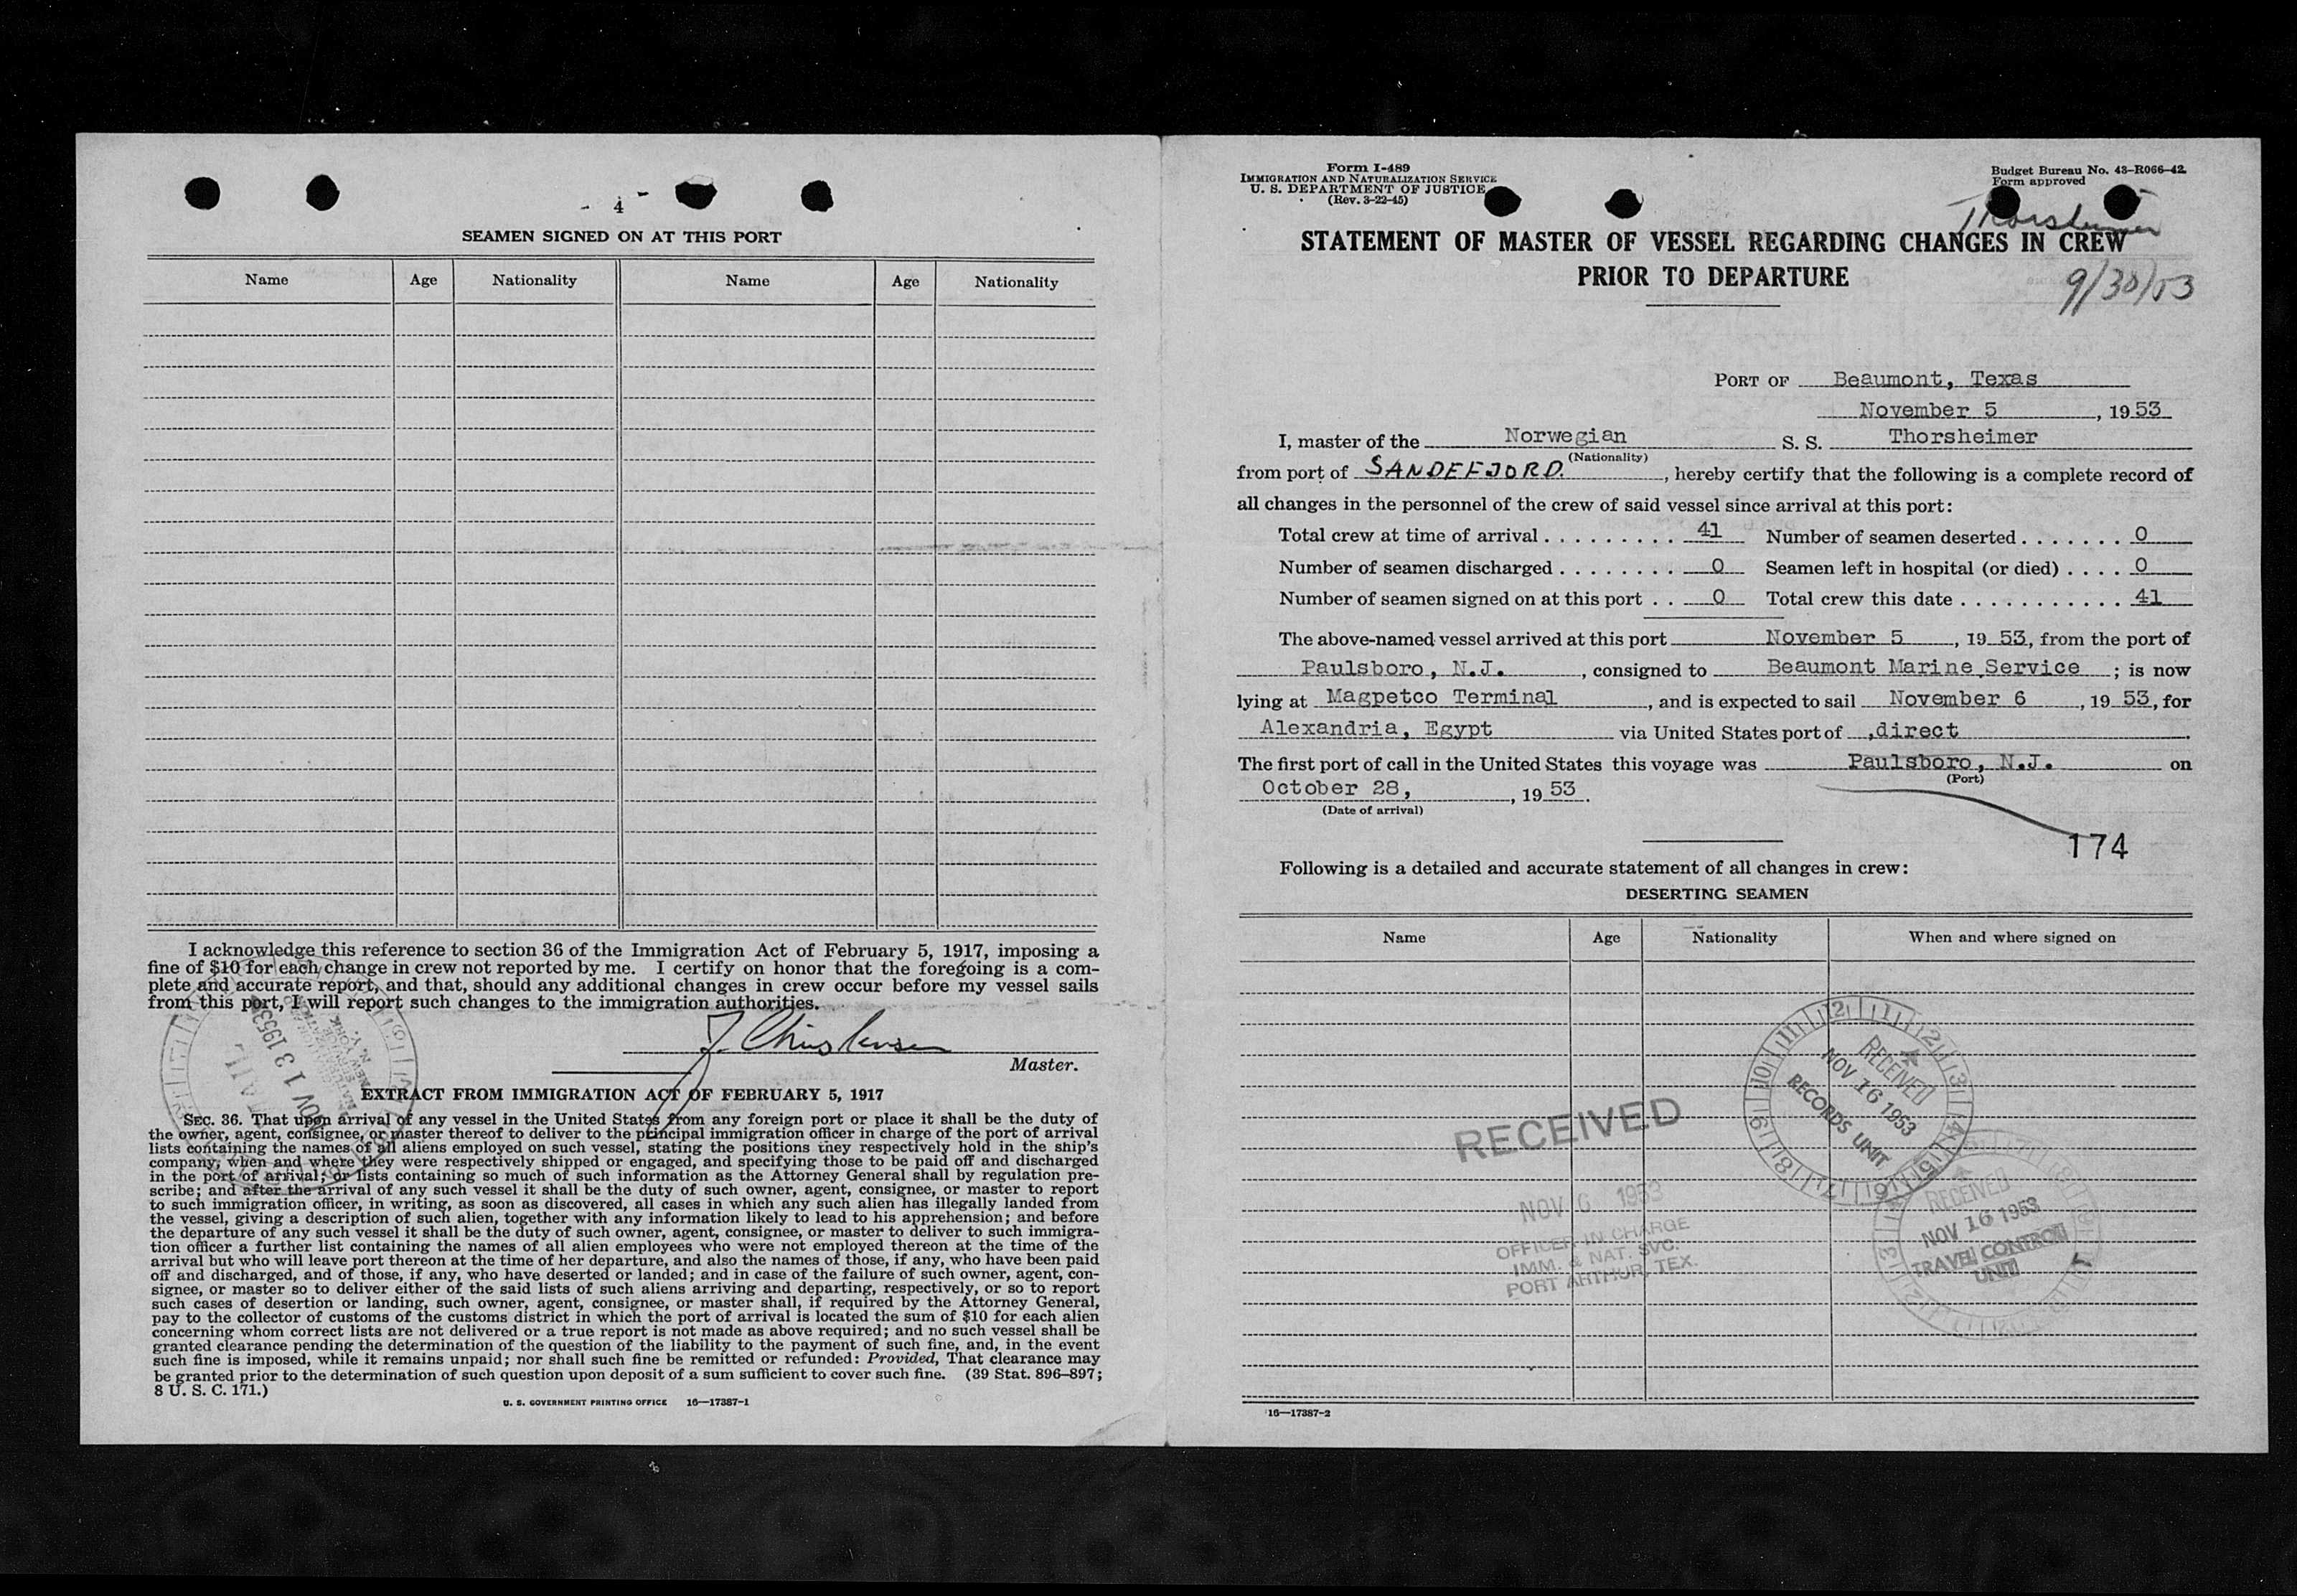 4
SEAMEN SIGNED ON AT THIS PORT
Name Age Nationality Name Age Nationality
I acknowledge this reference to section 36 of the Immigration Act of February 5, 1917, imposing a
fine of $10 for each change in crew not reported by me. I certify on honor that the foregoing is a com-
plete and accurate report, and that, should any additional changes in crew occur before my vessel sails
from this port, I will report such changes to the immigration authorities.
J. Christensen
Master.
NOV 13 1953
EXTRACT FROM IMMIGRATION ACT OF FEBRUARY 5, 1917
SEC. 36. That upon arrival of any vessel in the United States from any foreign port or place it shall be the duty of
the owner, agent, consignee, or master thereof to deliver to the principal immigration officer in charge of the port of arrival
lists containing the names of all aliens employed on such vessel, stating the positions they respectively hold in the ship's
company, when and where they were respectively shipped or engaged, and specifying those to be paid off and discharged
in the port of arrival; or lists containing so much of such information as the Attorney General shall by regulation pre-
scribe; and after the arrival of any such vessel it shall be the duty of such owner, agent, consignee, or master to report
to such immigration officer, in writing, as soon as discovered, all cases in which any such alien has illegally landed from
the vessel, giving a description of such alien, together with any information likely to lead to his apprehension; and before
the departure of any such vessel it shall be the duty of such owner, agent, consignee, or master to deliver to such immigra-
tion officer a further list containing the names of all alien employees who were not employed thereon at the time of the
arrival but who will leave port thereon at the time of her departure, and also the names of those, if any, who have been paid
off and discharged, and of those, if any, who have deserted or landed; and in case of the failure of such owner, agent, con-
signee, or master so to deliver either of the said lists of such aliens arriving and departing, respectively, or so to report
such cases of desertion or landing, such owner, agent, consignee, or master shall, if required by the Attorney General,
pay to the collector of customs of the customs district in which the port of arrival is located the sum of $10 for each alien
concerning whom correct lists are not delivered or a true report is not made as above required; and no such vessel shall be
granted clearance pending the determination of the question of the liability to the payment of such fine, and, in the event
such fine is imposed, while it remains unpaid; nor shall such fine be remitted or refunded: Provided, That clearance may
be granted prior to the determination of such question upon deposit of a sum sufficient to cover such fine. (39 Stat. 896–897;
8 U. S. C. 171.)
U. S. GOVERNMENT PRINTING OFFICE 16—17387-1
Form I-489
IMMIGRATION AND NATURALIZATION SERVICE
U. S. DEPARTMENT OF JUSTICE
(Rev. 3-22-45)
Budget Bureau No. 43-R066-42.
Form approved
Thorsheimer
STATEMENT OF MASTER OF VESSEL REGARDING CHANGES IN CREW
PRIOR TO DEPARTURE
9/30/53
PORT OF Beaumont, Texas
November 5, 1953
I, master of the Norwegian S. S. Thorsheimer
(Nationality)
from port of SANDEFJORD., hereby certify that the following is a complete record of
all changes in the personnel of the crew of said vessel since arrival at this port:
Total crew at time of arrival . . . . . . . . . 41 Number of seamen deserted . . . . . . . 0
Number of seamen discharged . . . . . . . . 0 Seamen left in hospital (or died) . . . . 0
Number of seamen signed on at this port . . 0 Total crew this date . . . . . . . . . . . 41
The above-named vessel arrived at this port November 5, 1953, from the port of
Paulsboro, N.J., consigned to Beaumont Marine Service; is now
lying at Magpetco Terminal, and is expected to sail November 6, 1953, for
Alexandria, Egypt via United States port of ,direct.
The first port of call in the United States this voyage was Paulsboro, N.J. on
(Port)
October 28, , 1953.
(Date of arrival)
174
Following is a detailed and accurate statement of all changes in crew:
DESERTING SEAMEN
Name Age Nationality When and where signed on
RECEIVED
NOV 16 1953
RECORDS UNIT
RECEIVED
NOV 6 1953
OFFICER IN CHARGE
IMM. & NAT. SVC.
PORT ARTHUR, TEX.
RECEIVED
NOV 16 1953
TRAVEL CONTROL
UNIT
16—17387-2